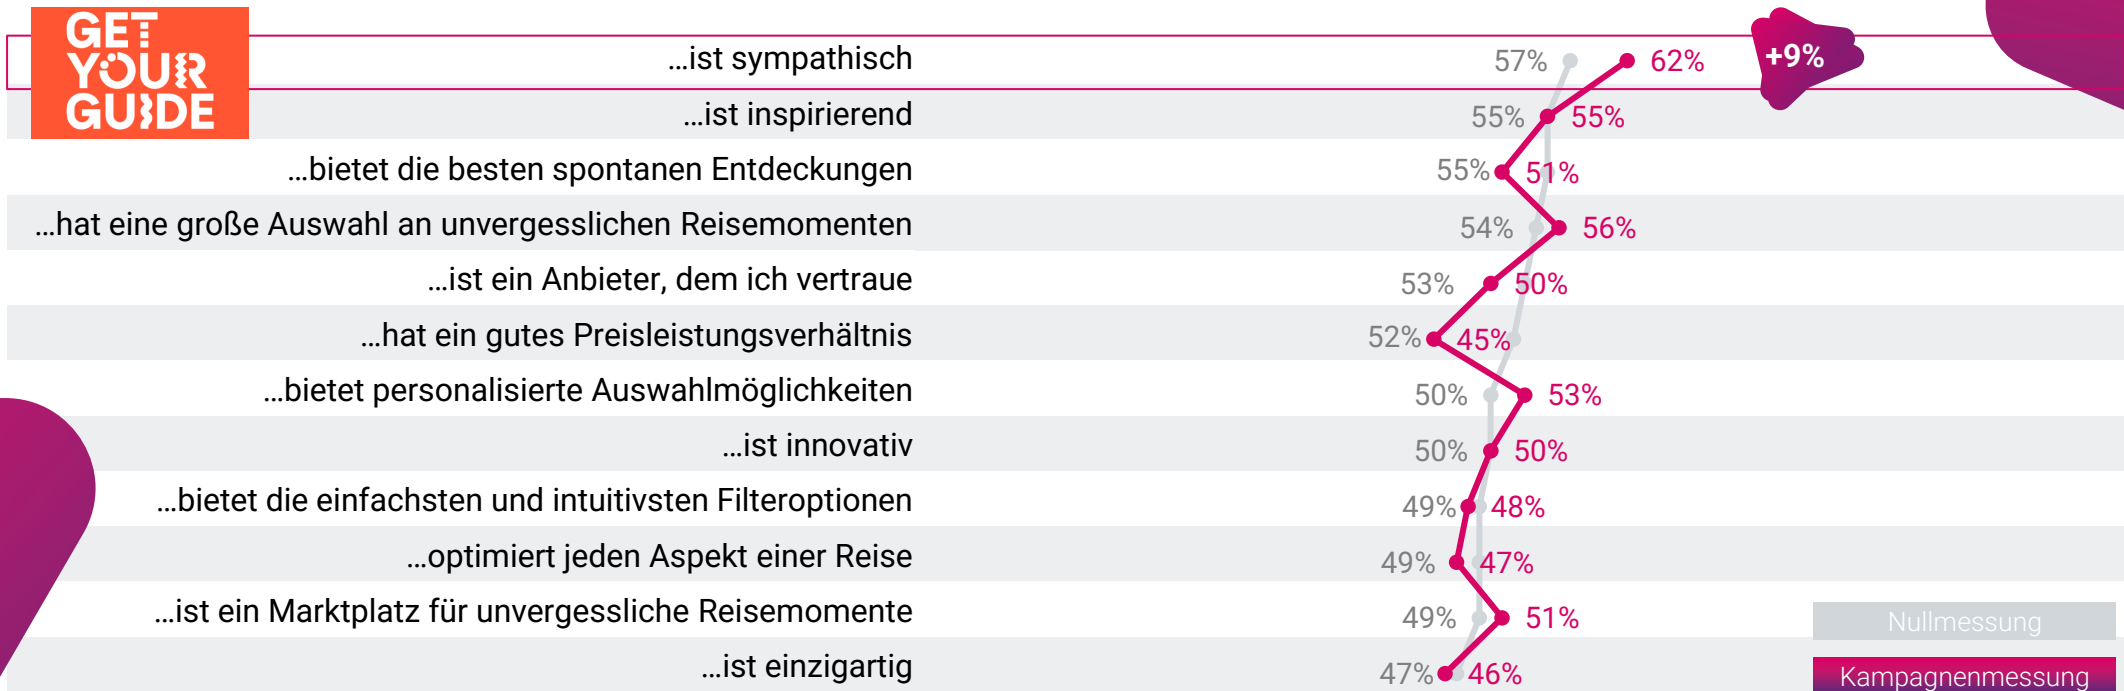 GET
YOUR
GUIDE
...ist sympathisch 57% 62% +9%
...ist inspirierend 55% 55%
...bietet die besten spontanen Entdeckungen 55% 51%
...hat eine große Auswahl an unvergesslichen Reisemomenten 54% 56%
...ist ein Anbieter, dem ich vertraue 53% 50%
...hat ein gutes Preisleistungsverhältnis 52% 45%
...bietet personalisierte Auswahlmöglichkeiten 50% 53%
...ist innovativ 50% 50%
...bietet die einfachsten und intuitivsten Filteroptionen 49% 48%
...optimiert jeden Aspekt einer Reise 49% 47%
...ist ein Marktplatz für unvergessliche Reisemomente 49% 51%
...ist einzigartig 47% 46%
Nullmessung
Kampagnenmessung